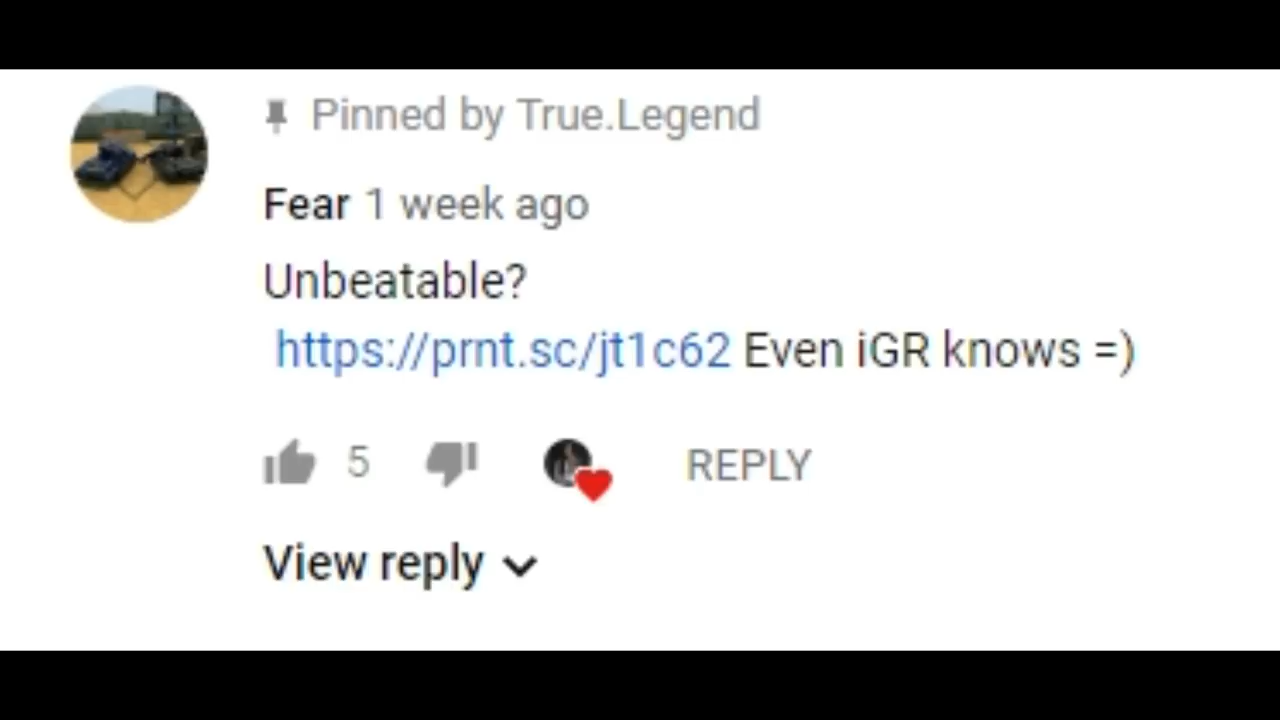 Pinned by True.Legend
Fear 1 week ago
Unbeatable?
https://prnt.sc/jt1c62 Even iGR knows =)
5 REPLY
View reply